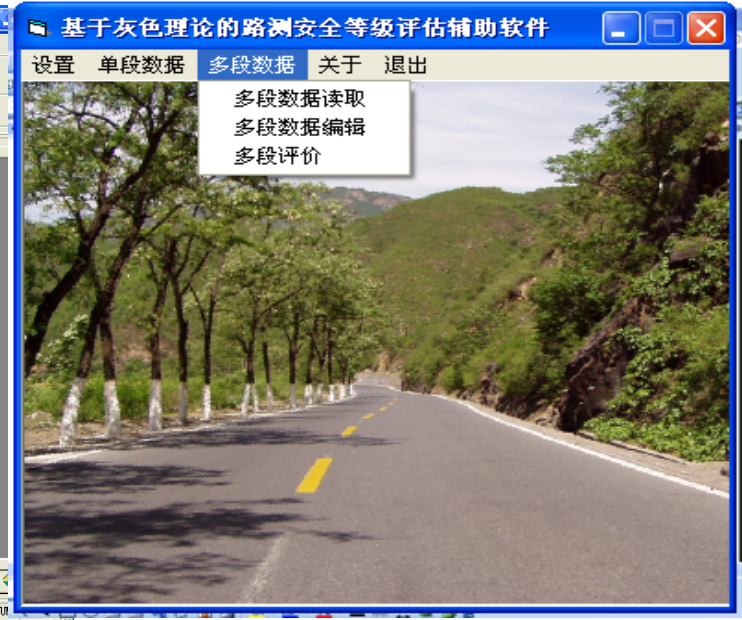 基于灰色理论的路测安全等级评估辅助软件
设置 单段数据 多段数据 关于 退出
多段数据读取
多段数据编辑
多段评价